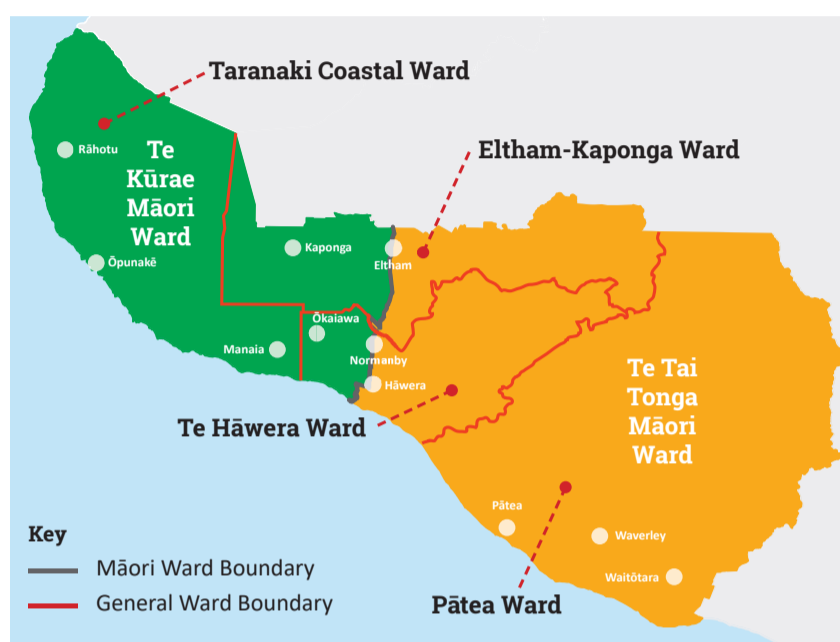 Taranaki Coastal Ward
Eltham-Kaponga Ward
Rāhotu
Te
Kūrae
Māori
Ward
Kaponga
Eltham
Ōpunakē
Ōkaiawa
Manaia
Normanby
Hāwera
Te Tai
Tonga
Māori
Ward
Te Hāwera Ward
Pātea
Waverley
Waitōtara
Pātea Ward
Key
Māori Ward Boundary
General Ward Boundary